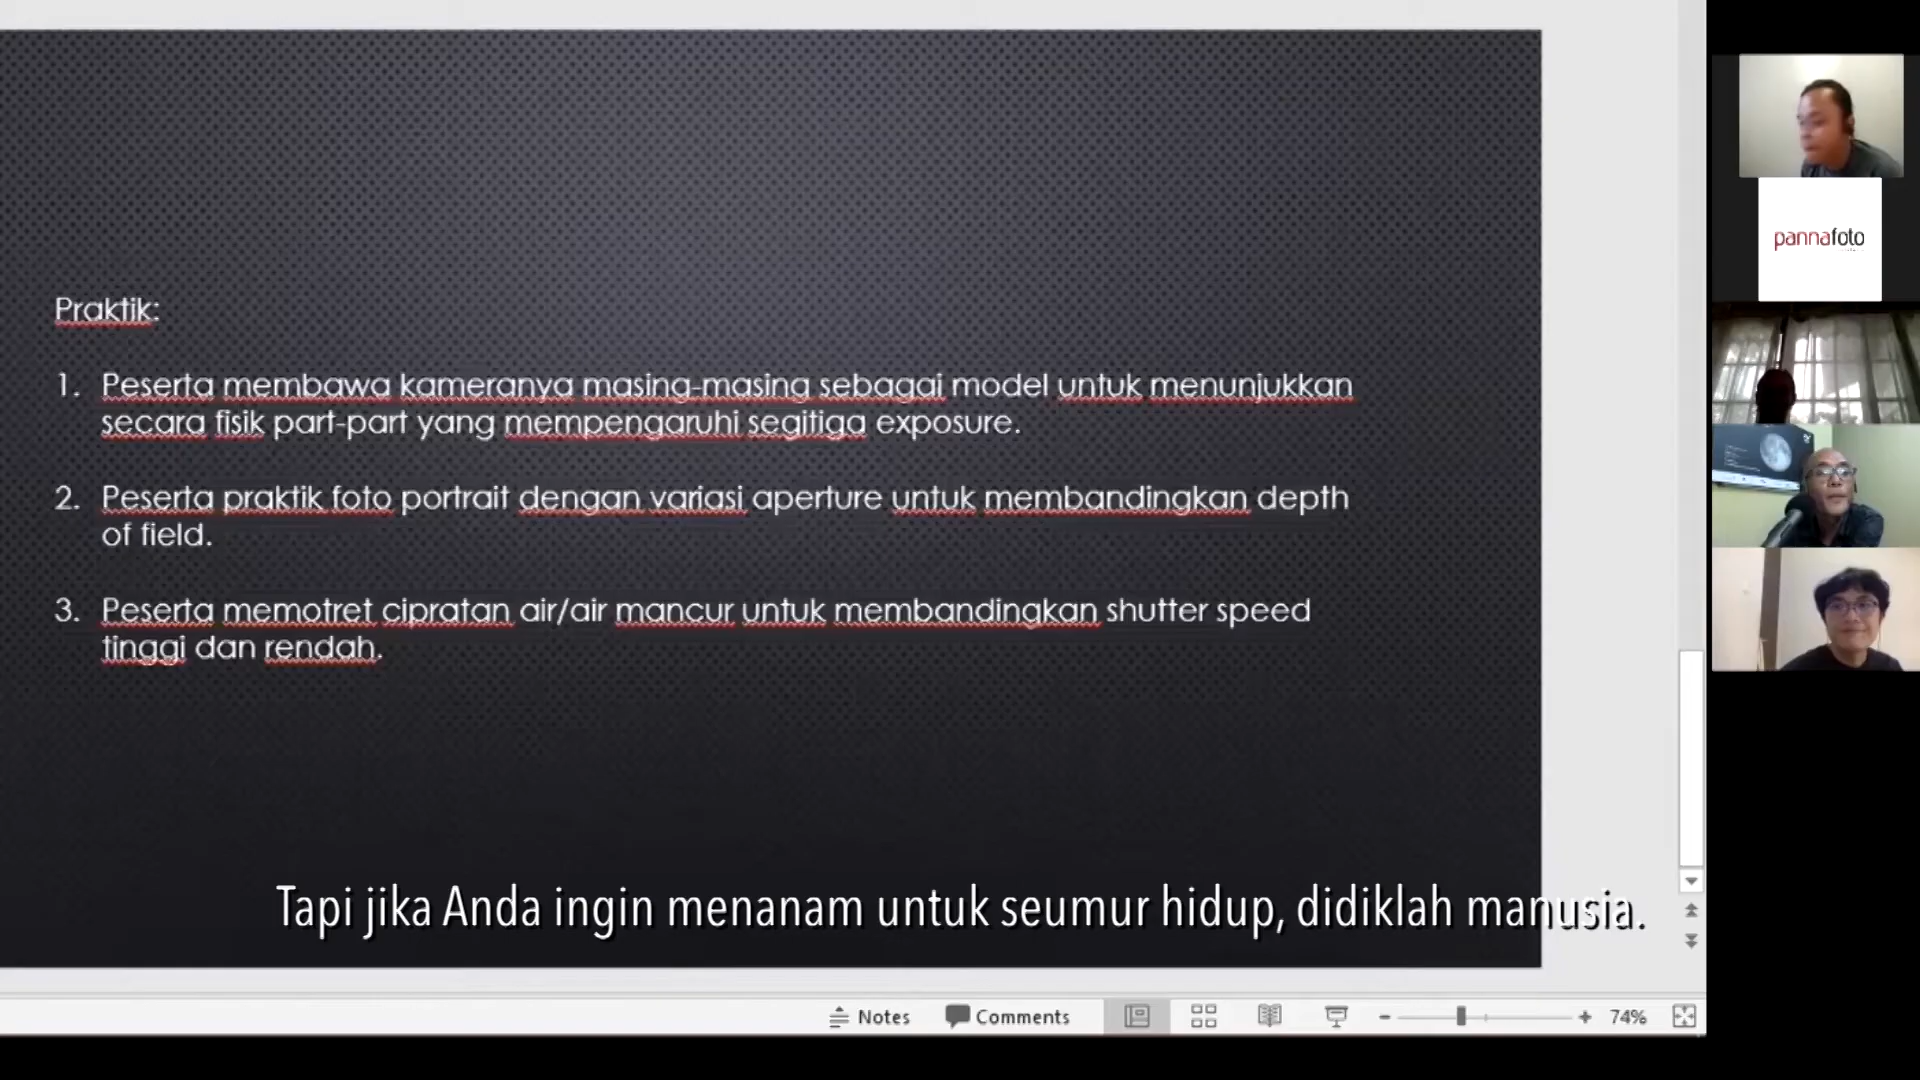 Praktik:
1. Peserta membawa kameranya masing-masing sebagai model untuk menunjukkan
secara fisik part-part yang mempengaruhi segitiga exposure.
2. Peserta praktik foto portrait dengan variasi aperture untuk membandingkan depth
of field.
3. Peserta memotret cipratan air/air mancur untuk membandingkan shutter speed
tinggi dan rendah.
Tapi jika Anda ingin menanam untuk seumur hidup, didiklah manusia.
Notes
Comments
74%
pannafoto